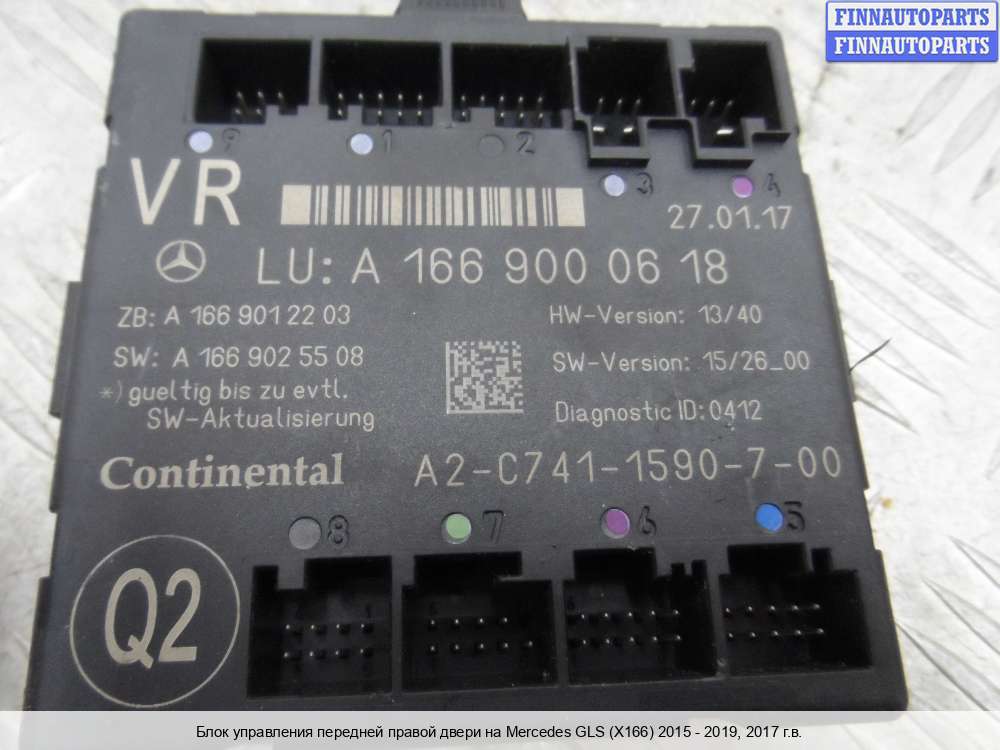 FINNAUTOPARTS
FINNAUTOPARTS
9 1 2 3 4
VR
27.01.17
LU: A 166 900 06 18
ZB: A 166 901 22 03
HW-Version: 13/40
SW: A 166 902 55 08
SW-Version: 15/26_00
*) gueltig bis zu evtl.
SW-Aktualisierung
Diagnostic ID: 0412
Continental
A2-C741-1590-7-00
8 7 6 5
Q2
Блок управления передней правой двери на Mercedes GLS (X166) 2015 - 2019, 2017 г.в.